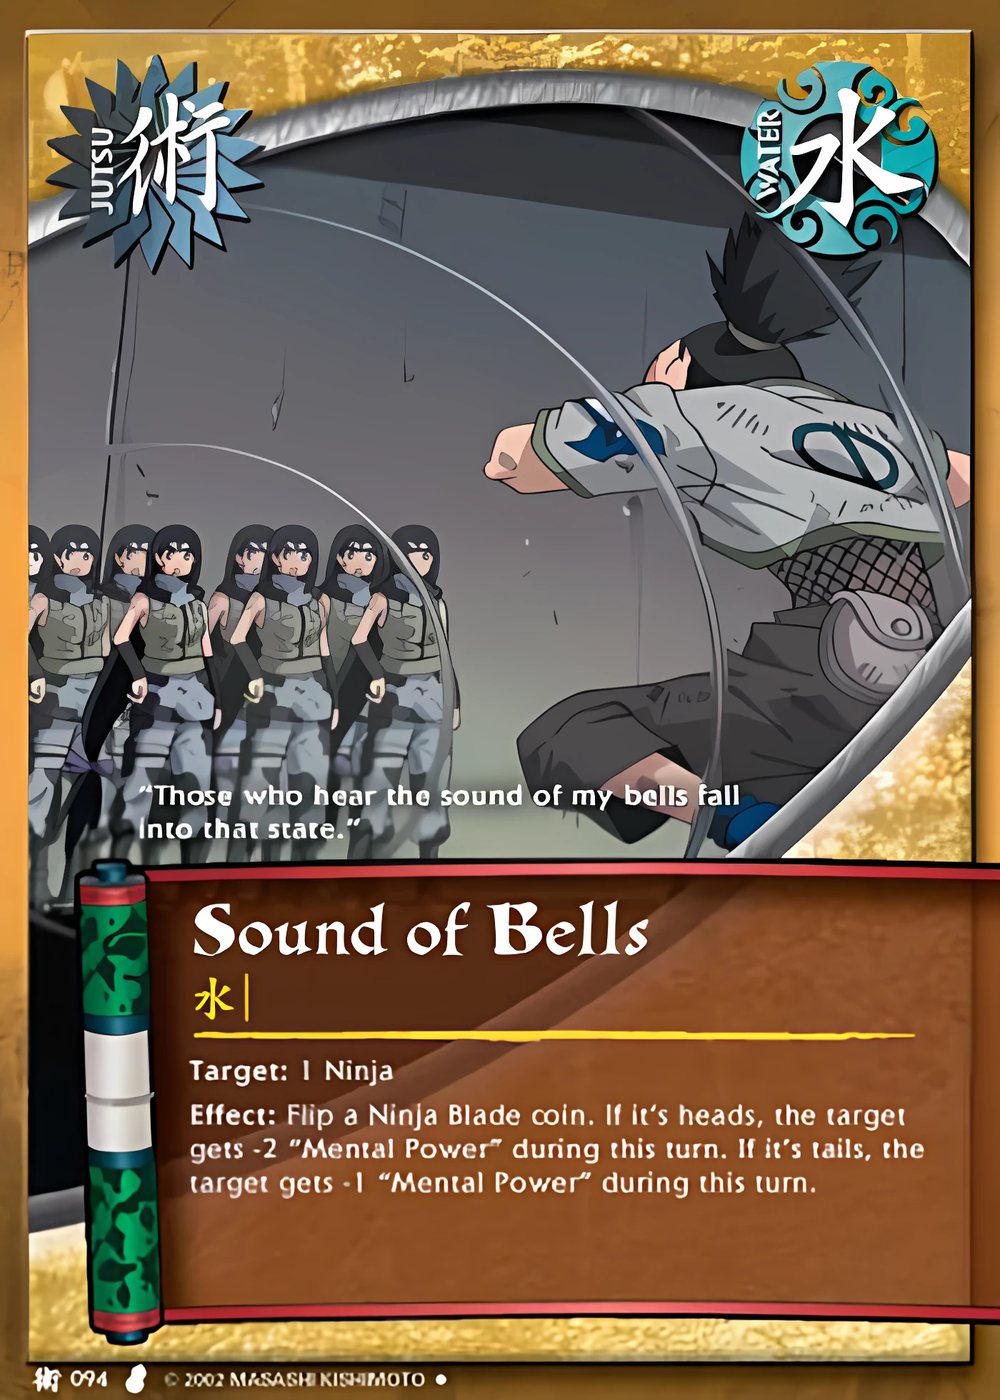 JUTSU
術
WATER
水
“Those who hear the sound of my bells fall
into that state.”
Sound of Bells
水
Target: 1 Ninja
Effect: Flip a Ninja Blade coin. If it's heads, the target
gets -2 "Mental Power" during this turn. If it's tails, the
target gets -1 “Mental Power” during this turn.
術 094 © 2002 MASASHI KISHIMOTO ●